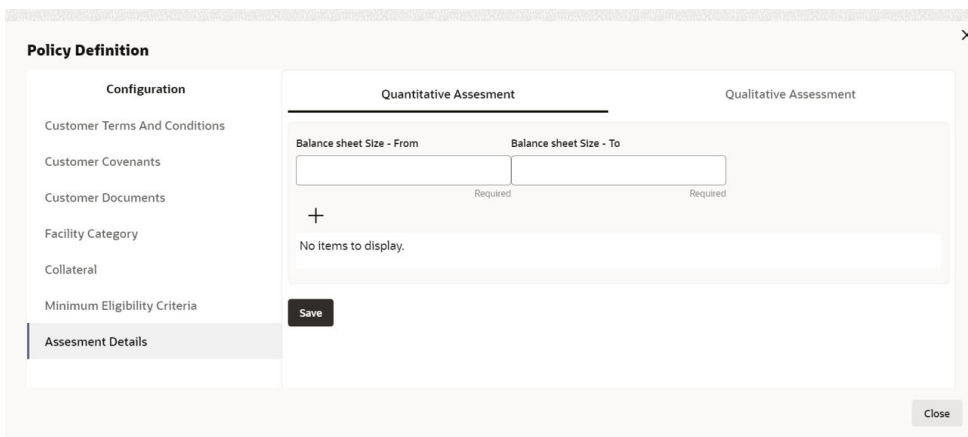 Policy Definition
Configuration
Customer Terms And Conditions
Customer Covenants
Customer Documents
Facility Category
Collateral
Minimum Eligibility Criteria
Assesment Details
Quantitative Assesment
Qualitative Assessment
Balance sheet Size - From
Balance sheet Size - To
Required
Required
No items to display.
Save
Close